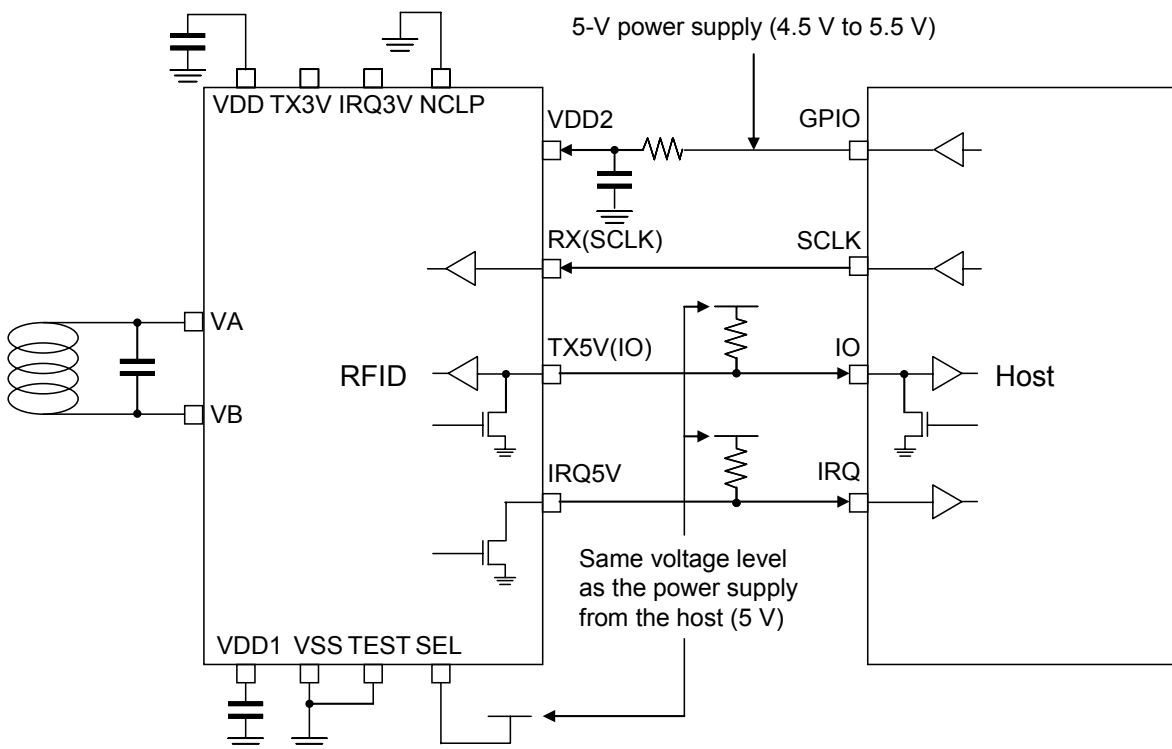 5-V power supply (4.5 V to 5.5 V)
VDD TX3V IRQ3V NCLP
VDD2
GPIO
RX(SCLK)
SCLK
VA
TX5V(IO)
IO
RFID
Host
VB
IRQ5V
IRQ
Same voltage level
as the power supply
from the host (5 V)
VDD1 VSS TEST SEL